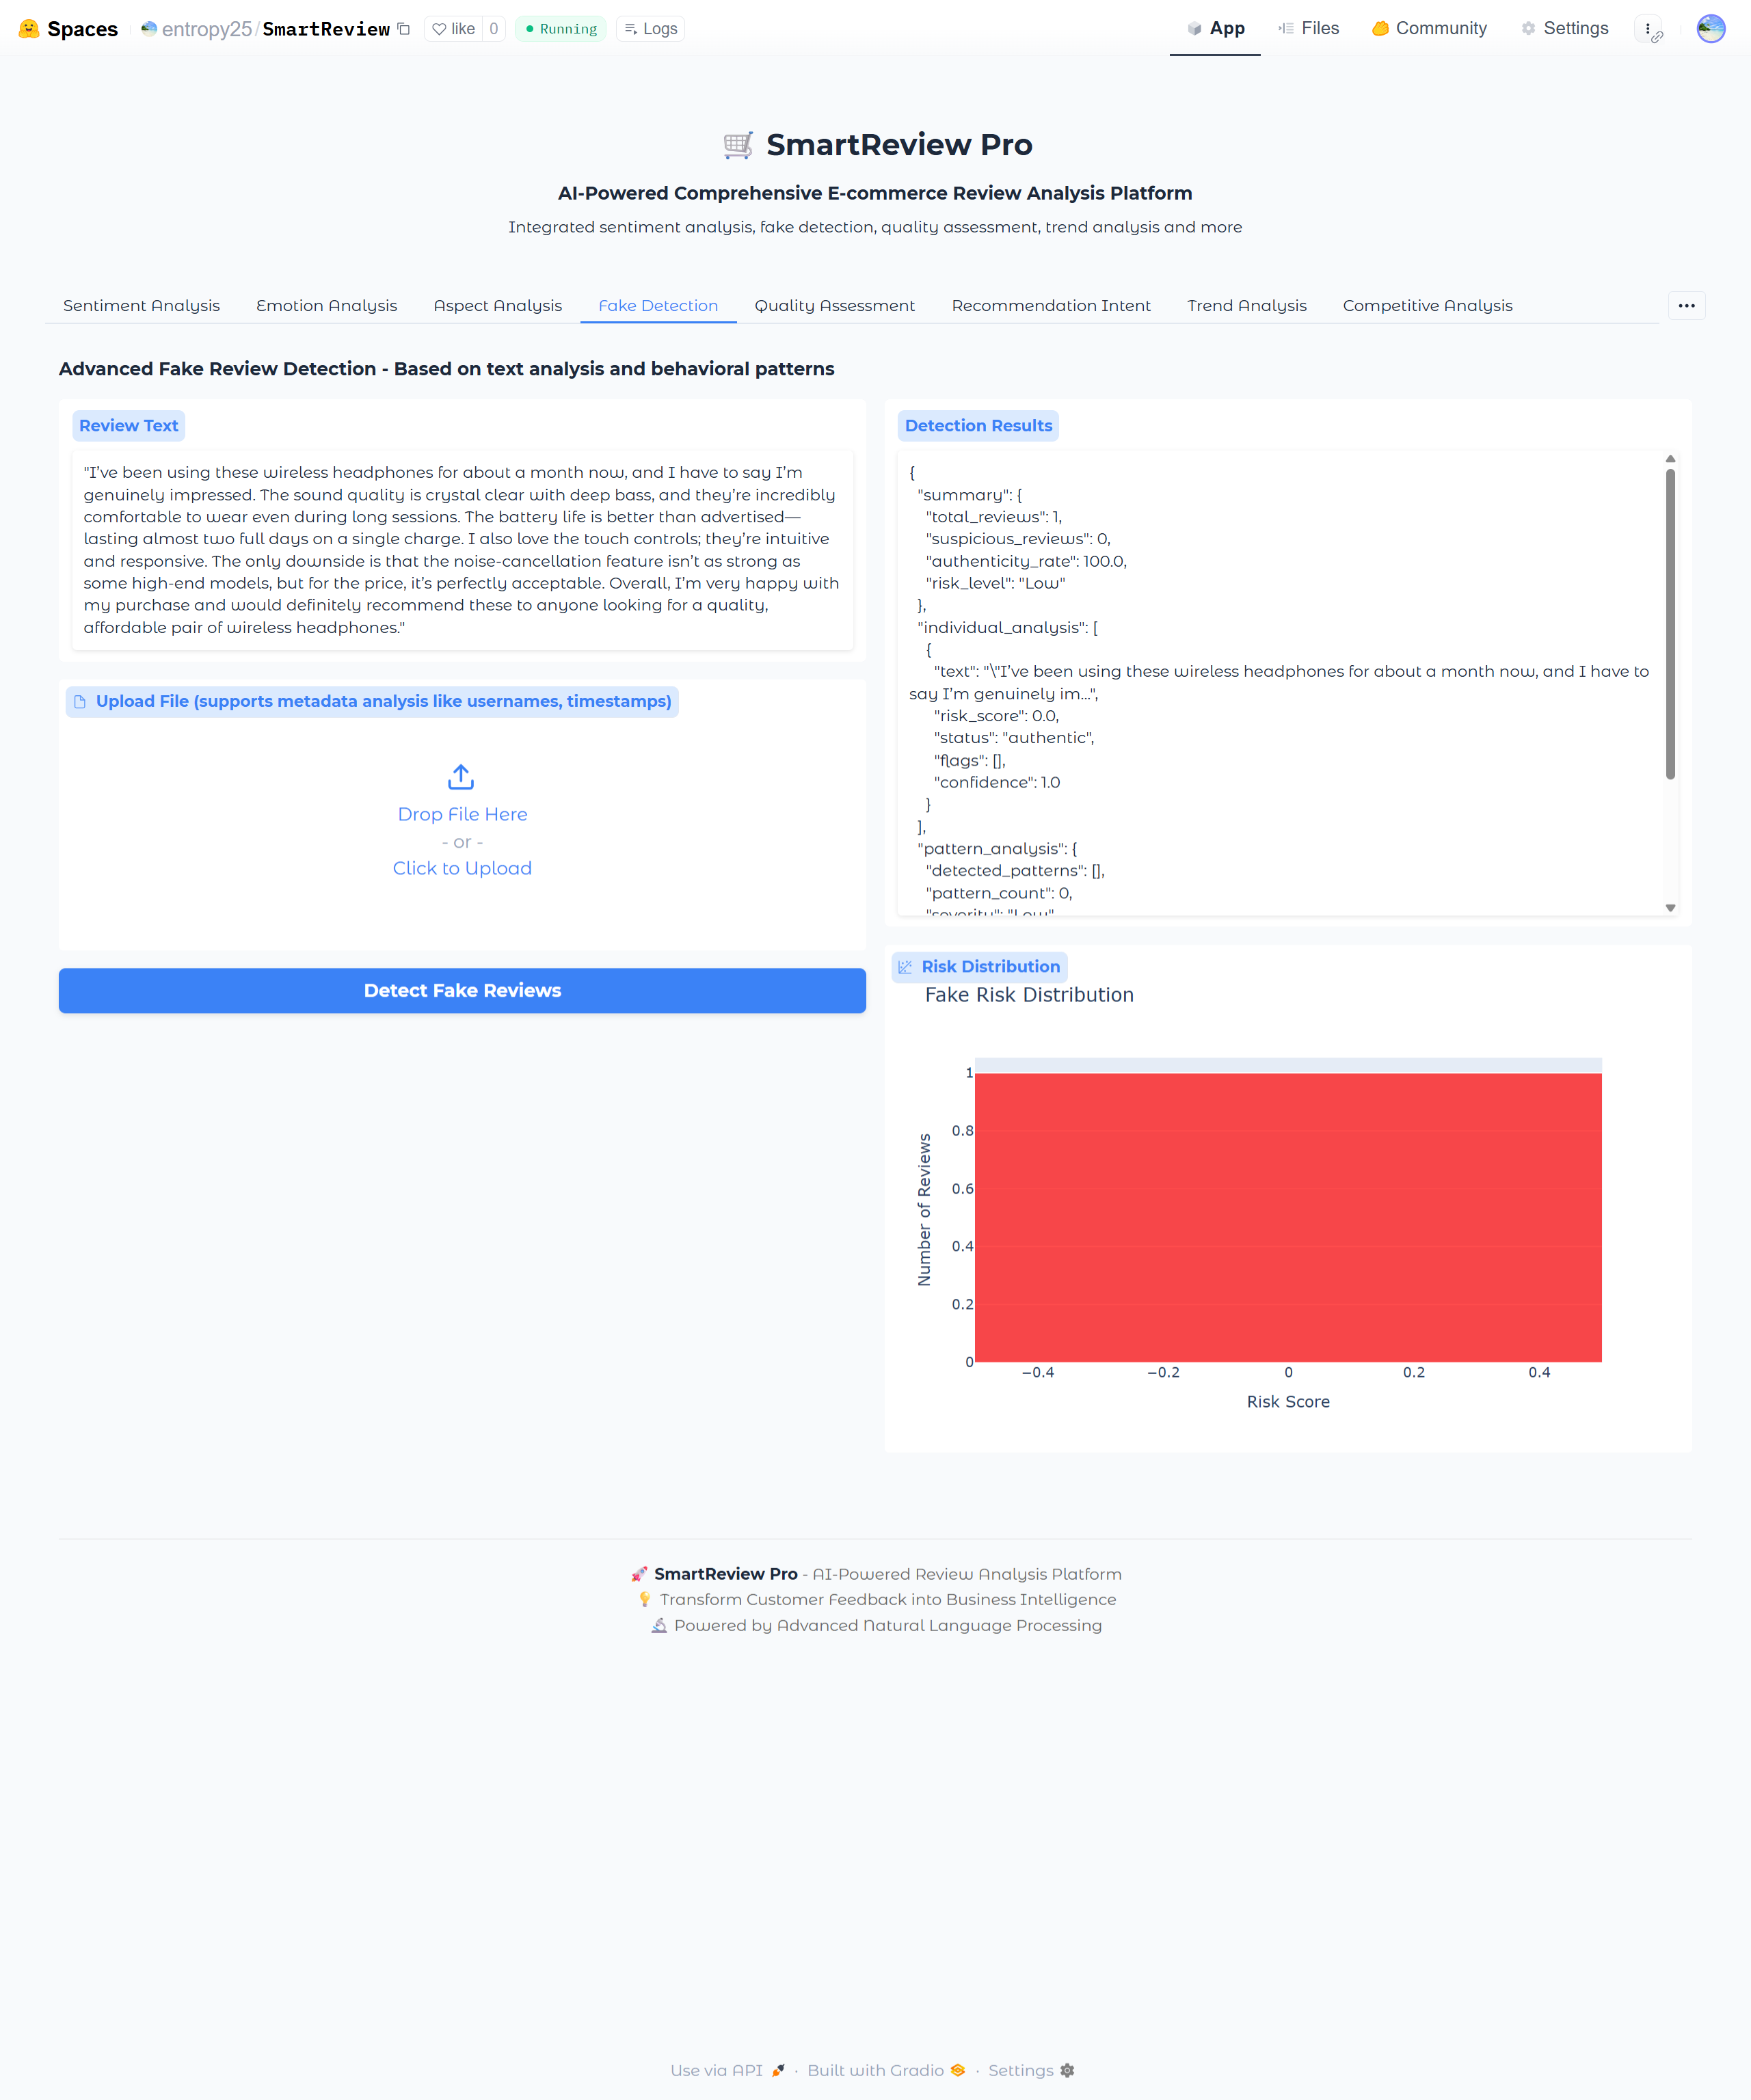 Spaces entropy25/SmartReview like 0 Running Logs App Files Community Settings
SmartReview Pro
AI-Powered Comprehensive E-commerce Review Analysis Platform
Integrated sentiment analysis, fake detection, quality assessment, trend analysis and more
Sentiment Analysis Emotion Analysis Aspect Analysis Fake Detection Quality Assessment Recommendation Intent Trend Analysis Competitive Analysis
Advanced Fake Review Detection - Based on text analysis and behavioral patterns
Review Text
"I’ve been using these wireless headphones for about a month now, and I have to say I’m
genuinely impressed. The sound quality is crystal clear with deep bass, and they’re incredibly
comfortable to wear even during long sessions. The battery life is better than advertised—
lasting almost two full days on a single charge. I also love the touch controls; they’re intuitive
and responsive. The only downside is that the noise-cancellation feature isn’t as strong as
some high-end models, but for the price, it’s perfectly acceptable. Overall, I’m very happy with
my purchase and would definitely recommend these to anyone looking for a quality,
affordable pair of wireless headphones."
Upload File (supports metadata analysis like usernames, timestamps)
Drop File Here
- or -
Click to Upload
Detect Fake Reviews
Detection Results
{
"summary": {
"total_reviews": 1,
"suspicious_reviews": 0,
"authenticity_rate": 100.0,
"risk_level": "Low"
},
"individual_analysis": [
{
"text": "\"I’ve been using these wireless headphones for about a month now, and I have to
say I’m genuinely im...",
"risk_score": 0.0,
"status": "authentic",
"flags": [],
"confidence": 1.0
}
],
"pattern_analysis": {
"detected_patterns": [],
"pattern_count": 0,
"severity": "Low"
Risk Distribution
Fake Risk Distribution
1
0.8
0.6
0.4
0.2
0
Number of Reviews
−0.4 −0.2 0 0.2 0.4
Risk Score
SmartReview Pro - AI-Powered Review Analysis Platform
Transform Customer Feedback into Business Intelligence
Powered by Advanced Natural Language Processing
Use via API · Built with Gradio · Settings